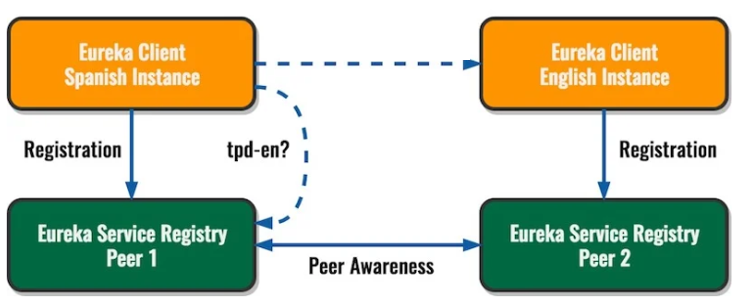 Eureka Client
Spanish Instance
Eureka Client
English Instance
Registration
tpd-en?
Registration
Eureka Service Registry
Peer 1
Peer Awareness
Eureka Service Registry
Peer 2